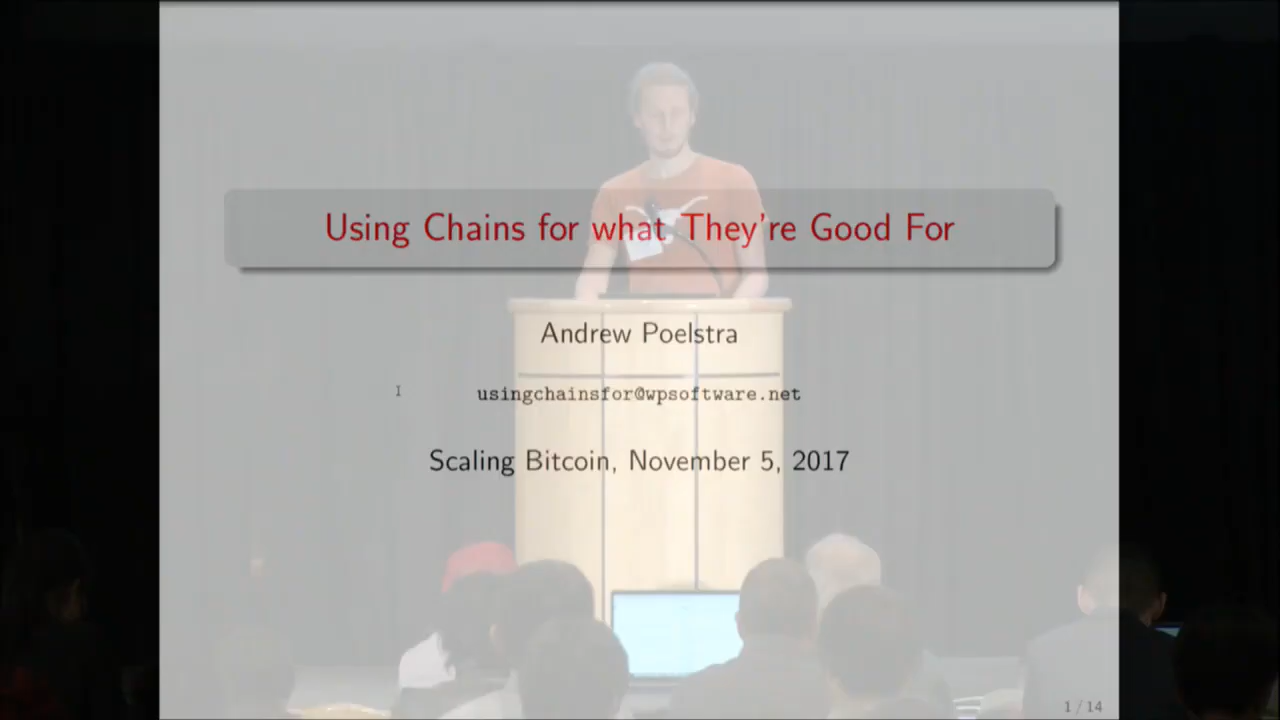 Using Chains for what They're Good For
Andrew Poelstra
usingchainsfor@wpsoftware.net
Scaling Bitcoin, November 5, 2017
1 / 14